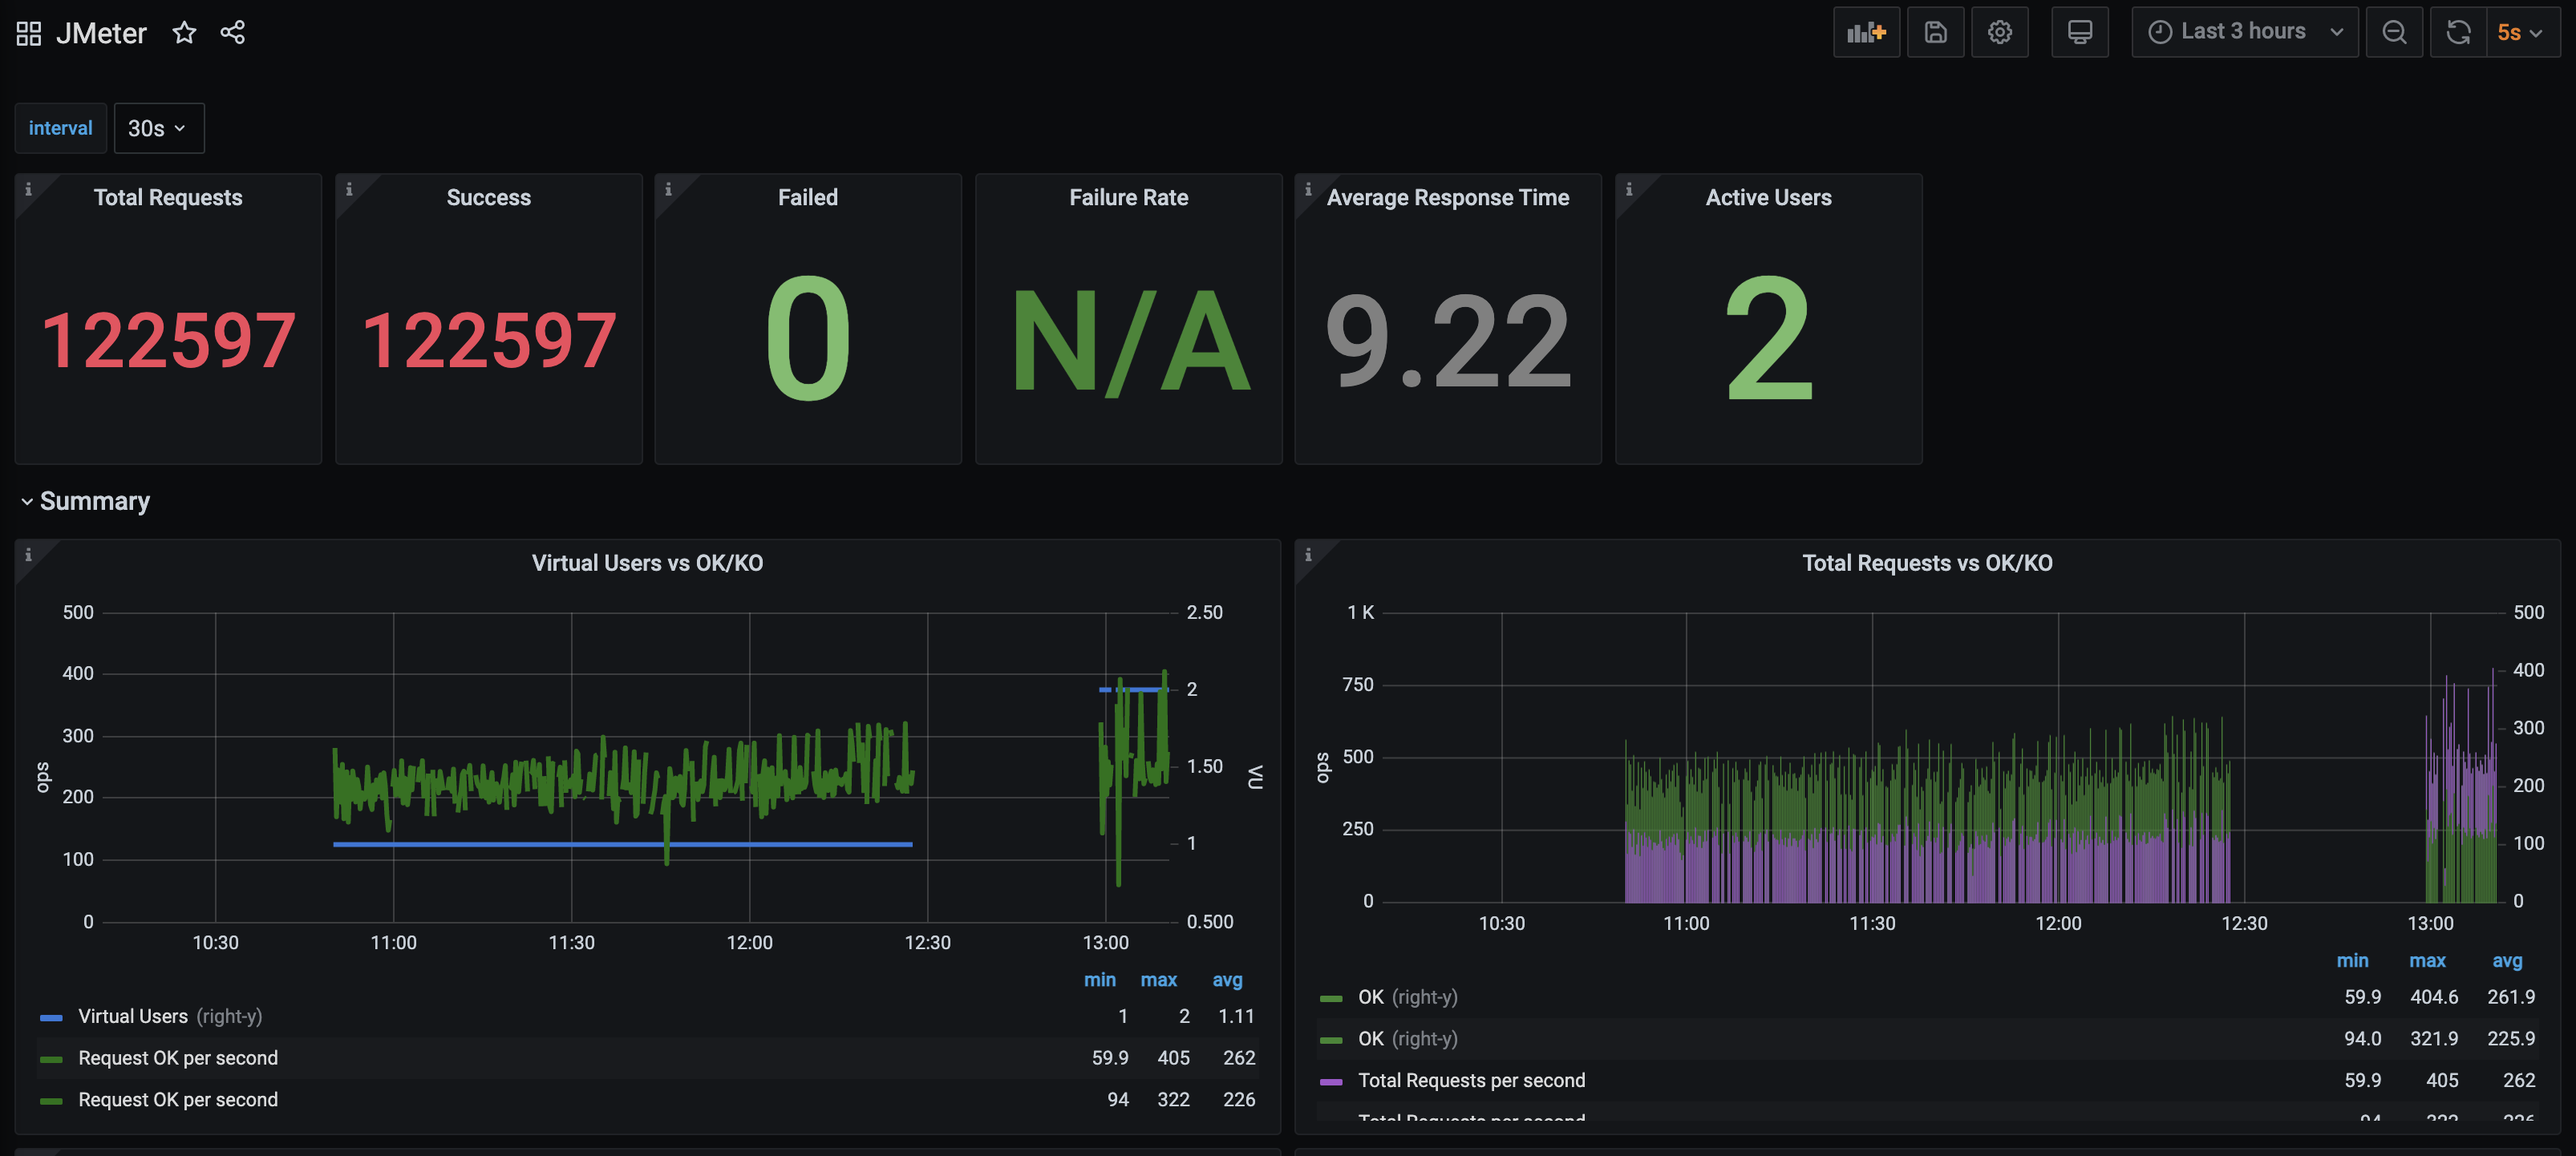 JMeter
Last 3 hours
5s
interval 30s
Total Requests
122597
Success
122597
Failed
0
Failure Rate
N/A
Average Response Time
9.22
Active Users
2
Summary
Virtual Users vs OK/KO
500
400
300
200
100
0
ops
2.50
2
1.50
1
0.500
VU
10:30 11:00 11:30 12:00 12:30 13:00
min max avg
Virtual Users (right-y) 1 2 1.11
Request OK per second 59.9 405 262
Request OK per second 94 322 226
Total Requests vs OK/KO
1 K
750
500
250
0
ops
500
400
300
200
100
0
10:30 11:00 11:30 12:00 12:30 13:00
min max avg
OK (right-y) 59.9 404.6 261.9
OK (right-y) 94.0 321.9 225.9
Total Requests per second 59.9 405 262
Total Requests per second 94 322 226